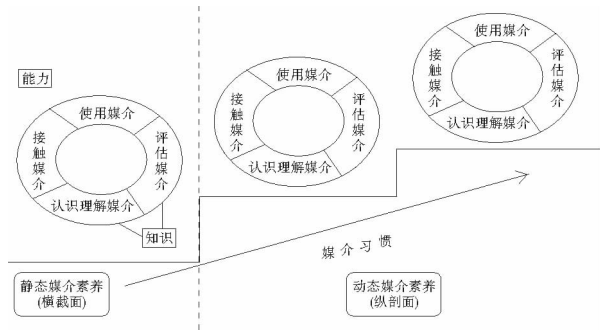 能力
使用媒介
接触媒介
评估媒介
认识理解媒介
知识
使用媒介
接触媒介
评估媒介
认识理解媒介
使用媒介
接触媒介
评估媒介
认识理解媒介
媒介习惯
静态媒介素养
(横截面)
动态媒介素养
(纵剖面)